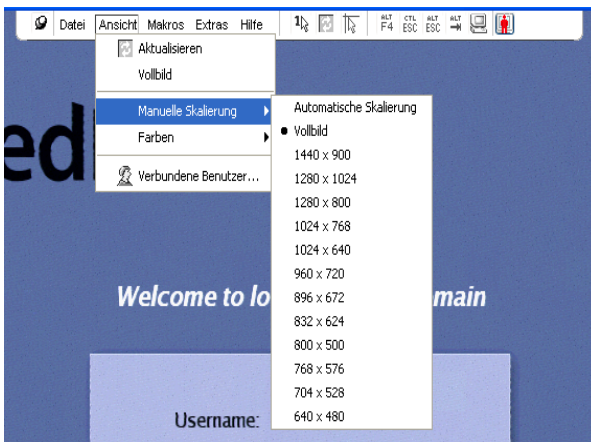 Datei Ansicht Makros Extras Hilfe 1 ALT F4 CTL ESC ALT ESC ALT
Aktualisieren
Vollbild
Manuelle Skalierung
Farben
Verbundene Benutzer...
Automatische Skalierung
Vollbild
1440 x 900
1280 x 1024
1280 x 800
1024 x 768
1024 x 640
960 x 720
896 x 672
832 x 624
800 x 500
768 x 576
704 x 528
640 x 480
ed
Welcome to lo main
Username: